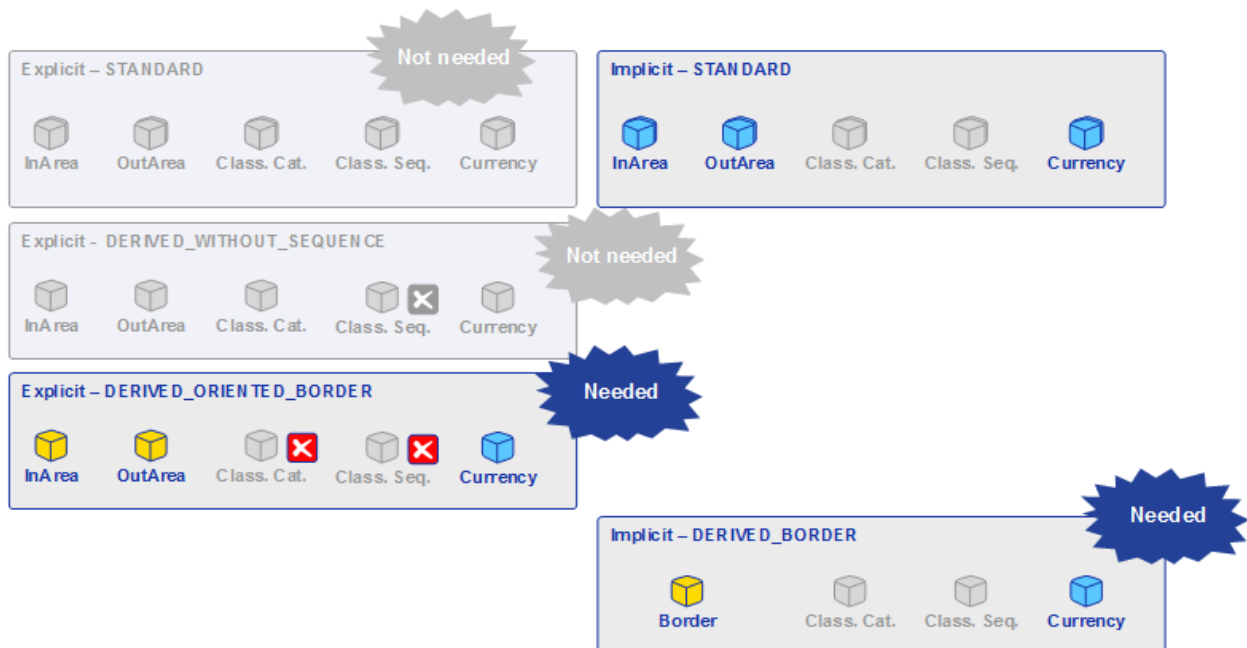 Not needed
Explicit – STANDARD
InArea OutArea Class. Cat. Class. Seq. Currency
Implicit – STANDARD
InArea OutArea Class. Cat. Class. Seq. Currency
Not needed
Explicit - DERIVED_WITHOUT_SEQUENCE
InArea OutArea Class. Cat. Class. Seq. Currency
Needed
Explicit – DERIVED_ORIENTED_BORDER
InArea OutArea Class. Cat. Class. Seq. Currency
Needed
Implicit – DERIVED_BORDER
Border Class. Cat. Class. Seq. Currency